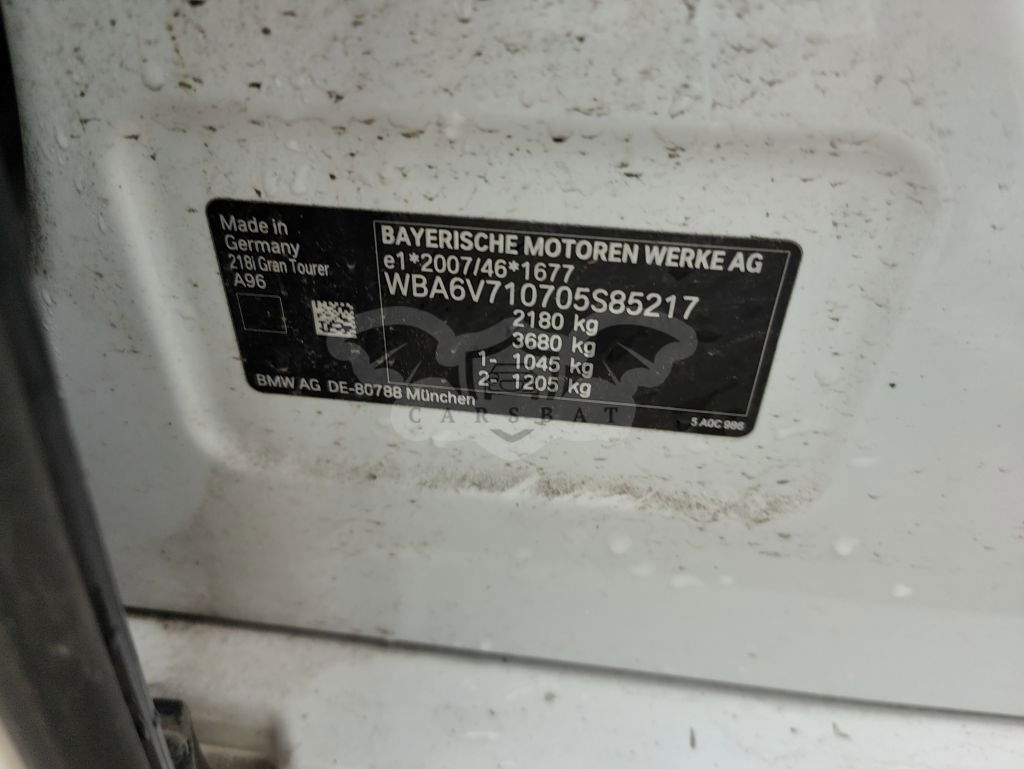 Made in
Germany
218i Gran Tourer
A96
BAYERISCHE MOTOREN WERKE AG
e1*2007/46*1677
WBA6V710705S85217
2180 kg
3680 kg
1- 1045 kg
2- 1205 kg
BMW AG DE-80788 München
5 A0C 986
CARSBAT